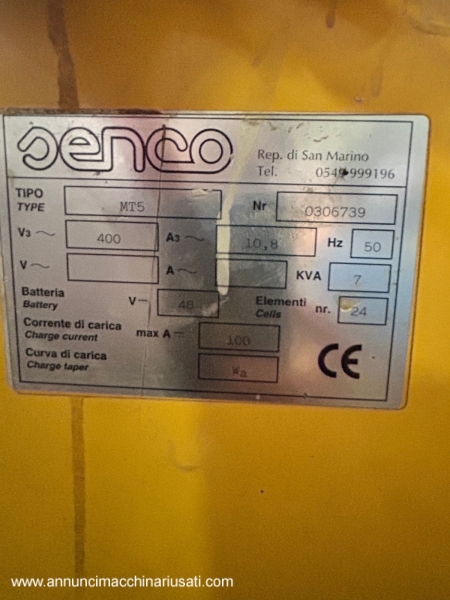 senco
Rep. di San Marino
Tel. 0549 999196
TIPO
TYPE
MT5
Nr
0306739
V3~ 400 A3~ 10,8 Hz 50
V~ A~ KVA 7
Batteria
Battery
V 48
Elementi
Cells
nr. 24
Corrente di carica
Charge current
max A 100
Curva di carica
Charge taper
Wa
CE
www.annuncimacchinariusati.com